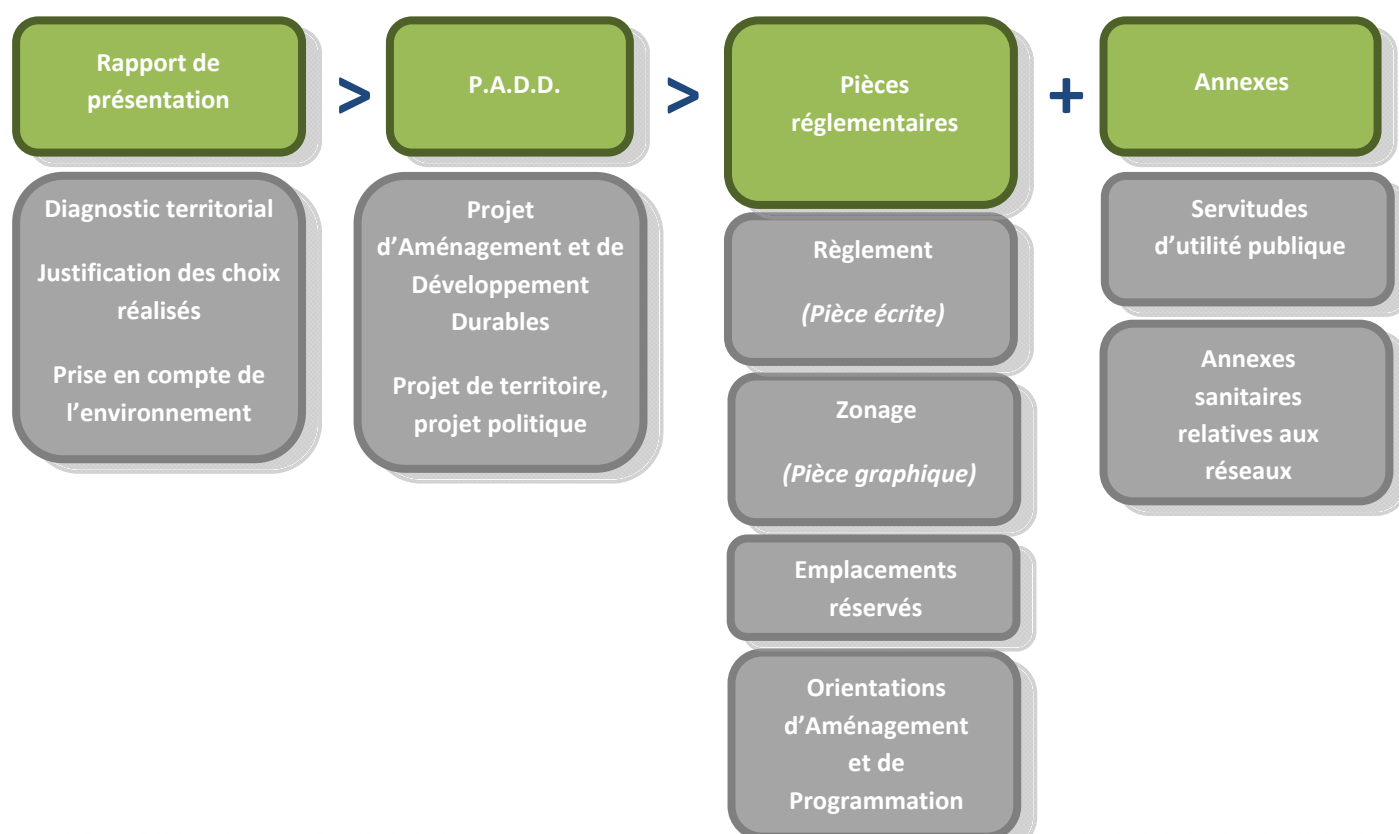 Rapport de
présentation
>
P.A.D.D.
>
Pièces
réglementaires
+
Annexes
Diagnostic territorial
Justification des choix
réalisés
Prise en compte de
l’environnement
Projet
d’Aménagement et de
Développement
Durables
Projet de territoire,
projet politique
Règlement
(Pièce écrite)
Zonage
(Pièce graphique)
Emplacements
réservés
Orientations
d’Aménagement
et de
Programmation
Servitudes
d’utilité publique
Annexes
sanitaires
relatives aux
réseaux